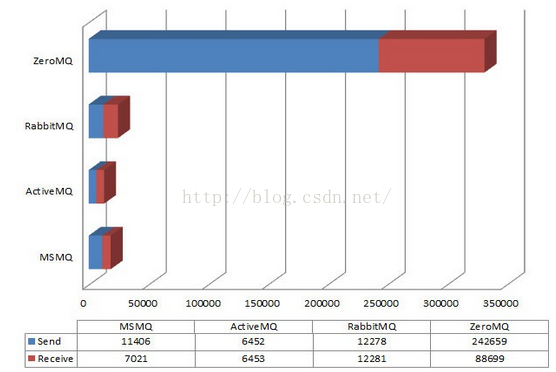 ZeroMQ
RabbitMQ
ActiveMQ
MSMQ
http://blog.csdn.net/
0 50000 100000 150000 200000 250000 300000 350000
MSMQ ActiveMQ RabbitMQ ZeroMQ
Send 11406 6452 12278 242659
Receive 7021 6453 12281 88699